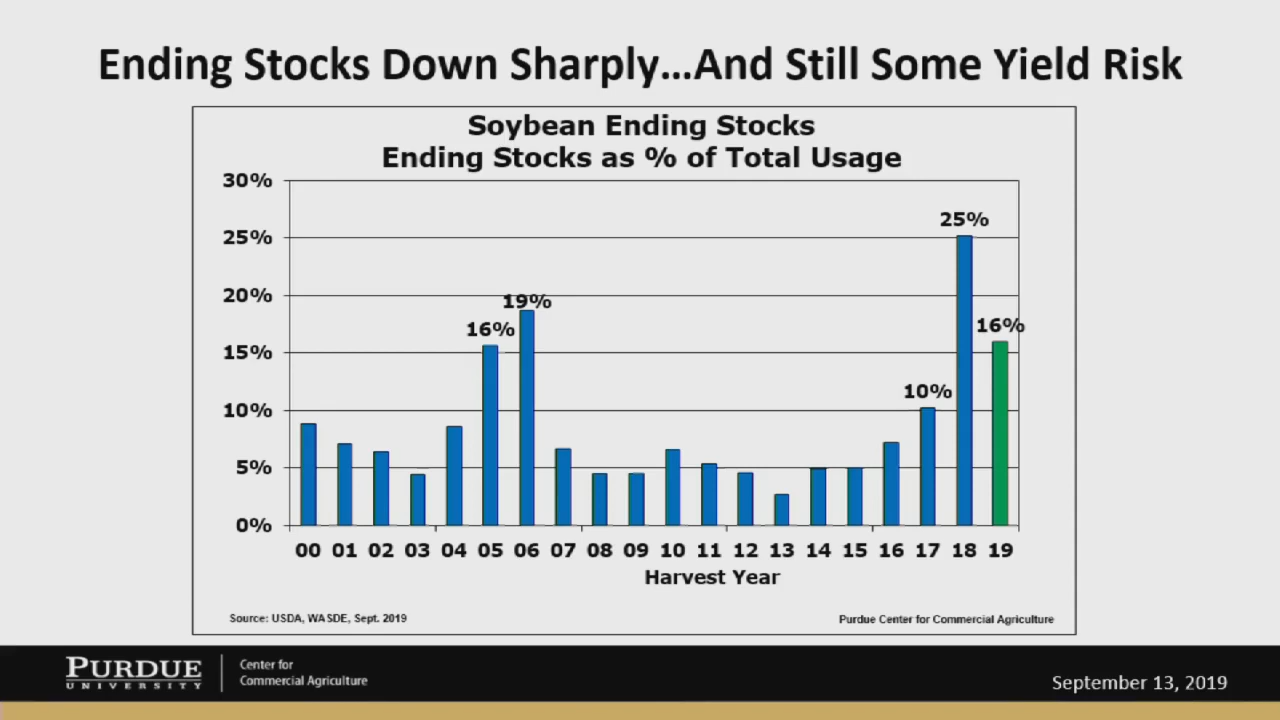 Ending Stocks Down Sharply...And Still Some Yield Risk
Soybean Ending Stocks
Ending Stocks as % of Total Usage
30%
25%
20%
15%
10%
5%
0%
16%
19%
10%
25%
16%
00 01 02 03 04 05 06 07 08 09 10 11 12 13 14 15 16 17 18 19
Harvest Year
Source: USDA, WASDE, Sept. 2019
Purdue Center for Commercial Agriculture
PURDUE
UNIVERSITY
Center for
Commercial Agriculture
September 13, 2019